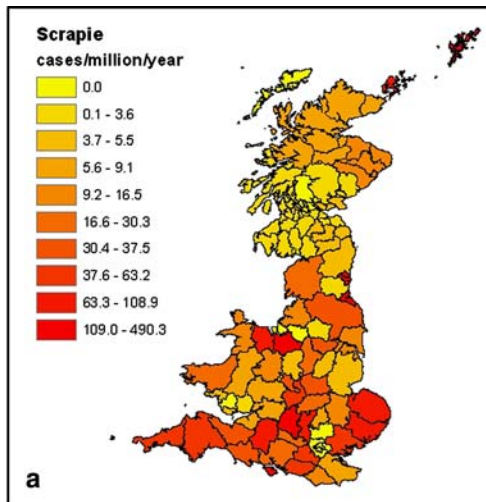 Scrapie
cases/million/year
0.0
0.1 - 3.6
3.7 - 5.5
5.6 - 9.1
9.2 - 16.5
16.6 - 30.3
30.4 - 37.5
37.6 - 63.2
63.3 - 108.9
109.0 - 490.3
a